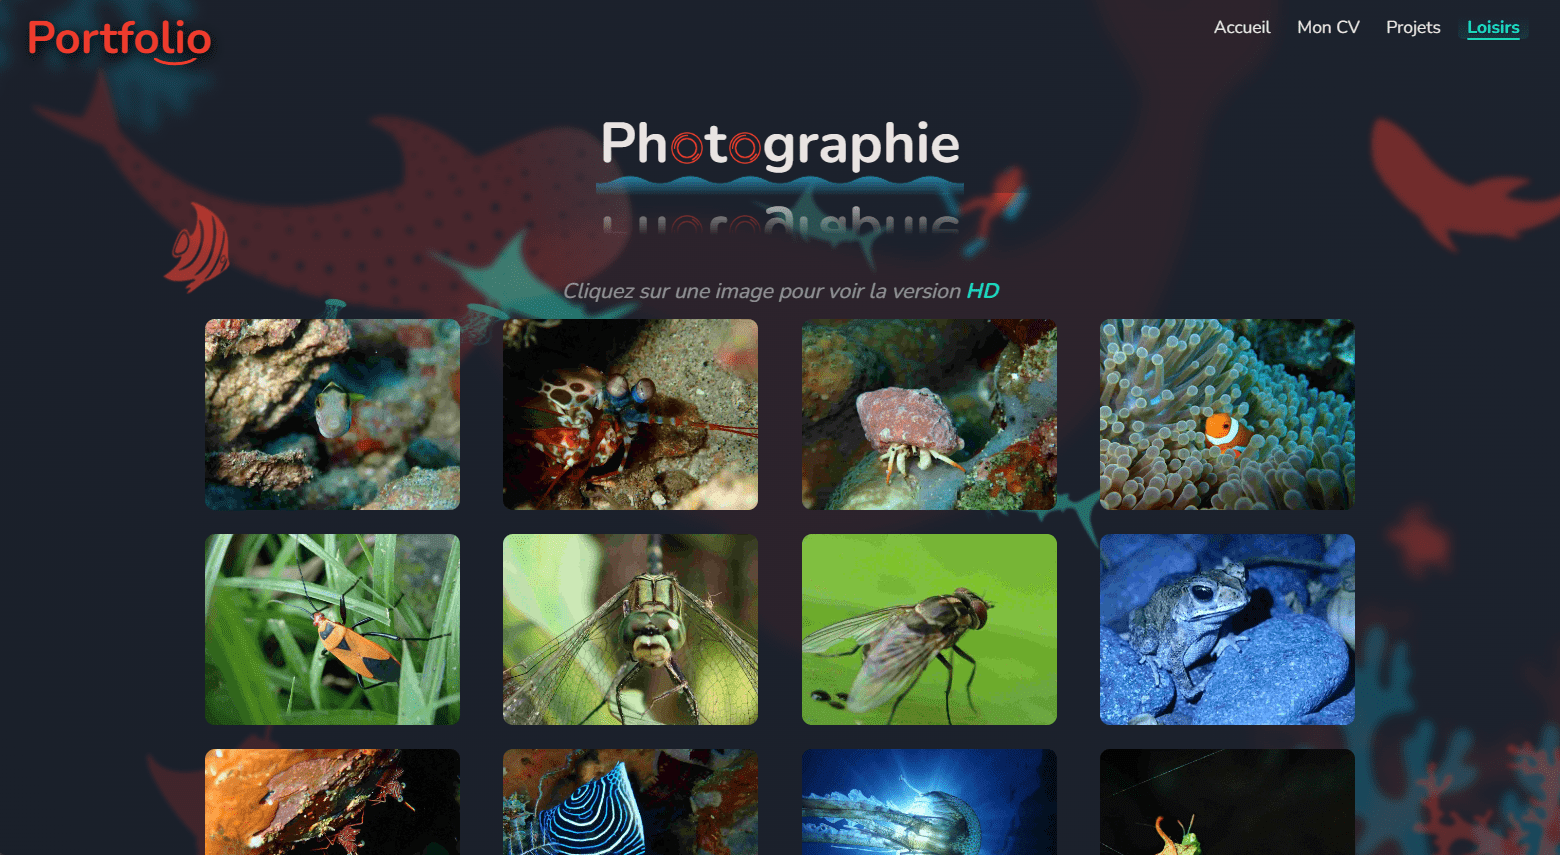 Portfolio
Accueil Mon CV Projets Loisirs
Photographie
Cliquez sur une image pour voir la version HD